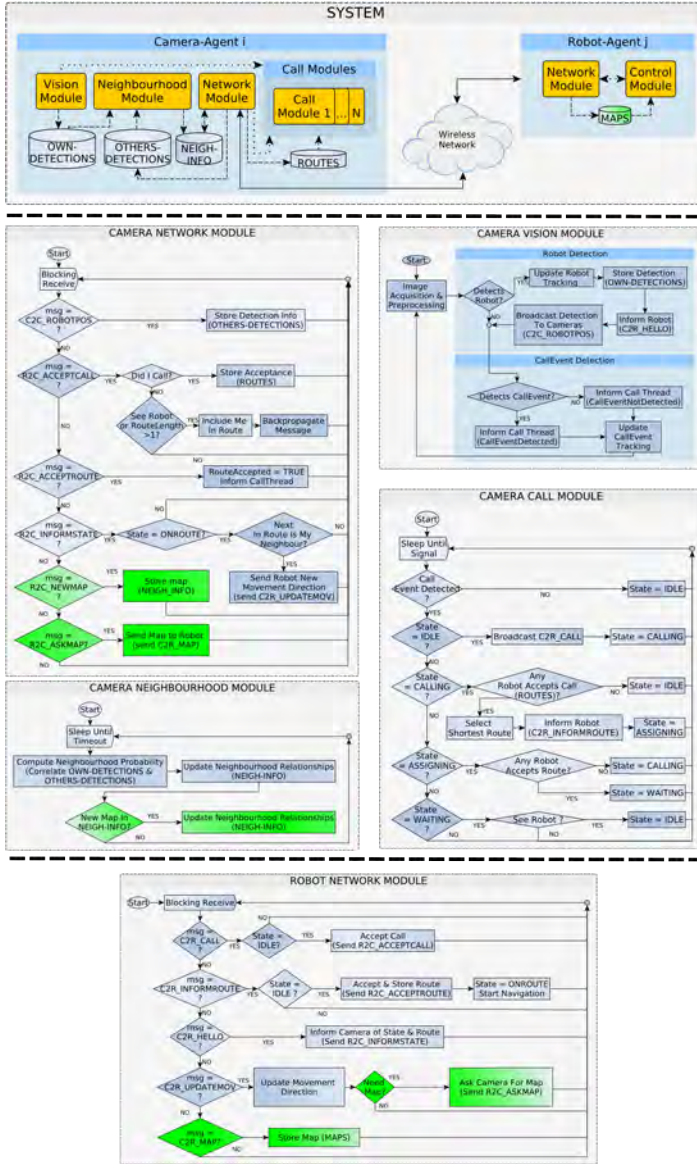 SYSTEM
Camera-Agent i
Vision
Module
Neighbourhood
Module
Network
Module
Call Modules
Call
Module 1
...
N
OWN-
DETECTIONS
OTHERS-
DETECTIONS
NEIGH-
INFO
ROUTES
Wireless
Network
Robot-Agent j
Network
Module
Control
Module
MAPS
CAMERA NETWORK MODULE
Start
Blocking
Receive
msg =
C2C_ROBOTPOS
?
YES
Store Detection Info
(OTHERS-DETECTIONS)
NO
msg =
R2C_ACCEPTCALL
?
YES
Did I Call?
YES
Store Acceptance
(ROUTES)
NO
See Robot
or RouteLength
>1?
YES
Include Me
In Route
Backpropagate
Message
NO
NO
msg =
R2C_ACCEPTROUTE
?
YES
RouteAccepted = TRUE
Inform CallThread
NO
msg =
R2C_INFORMSTATE
?
YES
State = ONROUTE?
NO
YES
Next
In Route is My
Neighbour?
NO
YES
Send Robot New
Movement Direction
(send C2R_UPDATEMOV)
NO
msg =
R2C_NEWMAP
?
YES
Store map
(NEIGH_INFO)
NO
msg =
R2C_ASKMAP?
YES
Send Map to Robot
(send C2R_MAP)
NO
CAMERA VISION MODULE
Start
Image
Acquisition &
Preprocessing
Robot Detection
Detects
Robot?
YES
Update Robot
Tracking
Store Detection
(OWN-DETECTIONS)
Inform Robot
(C2R_HELLO)
Broadcast Detection
To Cameras
(C2C_ROBOTPOS)
NO
CallEvent Detection
Detects CallEvent?
NO
Inform Call Thread
(CallEventNotDetected)
YES
Inform Call Thread
(CallEventDetected)
Update
CallEvent
Tracking
CAMERA CALL MODULE
Start
Sleep Until
Signal
Call
Event Detected
?
NO
State = IDLE
YES
State
= IDLE
?
YES
Broadcast C2R_CALL
State = CALLING
NO
State
= CALLING
?
YES
Any
Robot Accepts Call
(ROUTES)?
NO
State = IDLE
YES
Select
Shortest Route
Inform Robot
(C2R_INFORMROUTE)
State =
ASSIGNING
NO
State
= ASSIGNING
?
YES
Any Robot
Accepts Route?
NO
State = CALLING
YES
State = WAITING
NO
State
= WAITING
?
YES
See Robot ?
YES
State = IDLE
NO
NO
CAMERA NEIGHBOURHOOD MODULE
Start
Sleep Until
Timeout
Compute Neighbourhood Probability
(Correlate OWN-DETECTIONS &
OTHERS-DETECTIONS)
Update Neighbourhood Relationships
(NEIGH-INFO)
New Map in
NEIGH-INFO?
YES
Update Neighbourhood Relationships
(NEIGH-INFO)
NO
ROBOT NETWORK MODULE
Start
Blocking Receive
msg =
C2R_CALL
?
YES
State =
IDLE?
NO
YES
Accept Call
(Send R2C_ACCEPTCALL)
NO
msg =
C2R_INFORMROUTE
?
YES
State =
IDLE ?
YES
Accept & Store Route
(Send R2C_ACCEPTROUTE)
State = ONROUTE
Start Navigation
NO
NO
msg =
C2R_HELLO
?
YES
Inform Camera of State & Route
(Send R2C_INFORMSTATE)
NO
msg =
C2R_UPDATEMOV
?
YES
Update Movement
Direction
Need
Map?
YES
Ask Camera For Map
(Send R2C_ASKMAP)
NO
NO
msg =
C2R_MAP?
YES
Store Map (MAPS)
NO